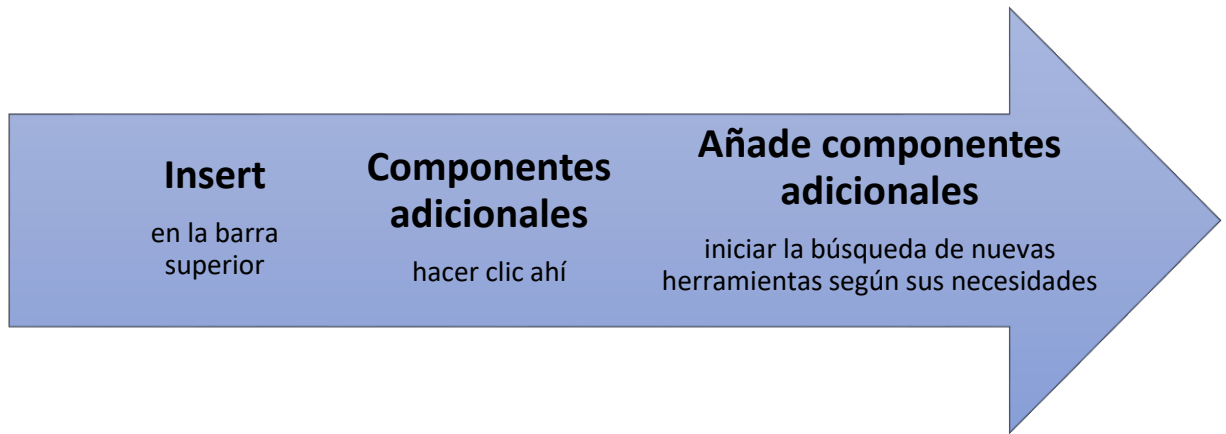 Insert
en la barra
superior
Componentes
adicionales
hacer clic ahí
Añade componentes
adicionales
iniciar la búsqueda de nuevas
herramientas según sus necesidades